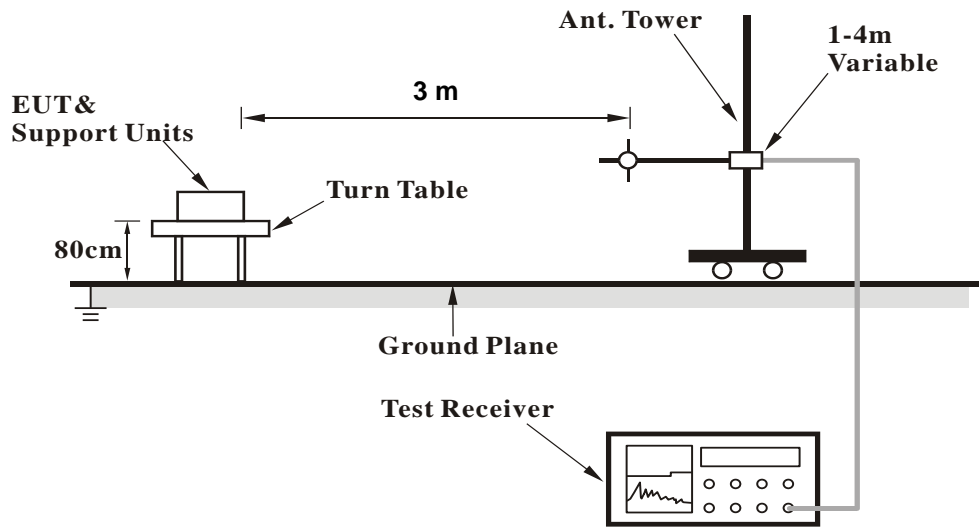 Ant. Tower
1-4m
Variable
3 m
EUT&
Support Units
Turn Table
80cm
Ground Plane
Test Receiver